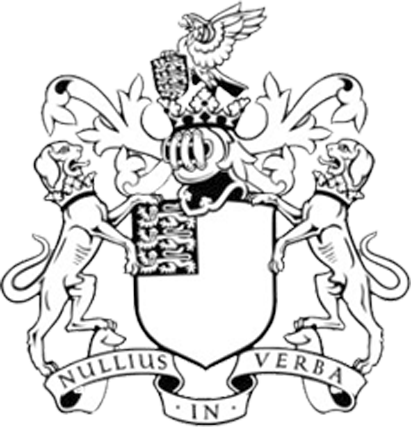 NULLIUS
· IN ·
VERBA